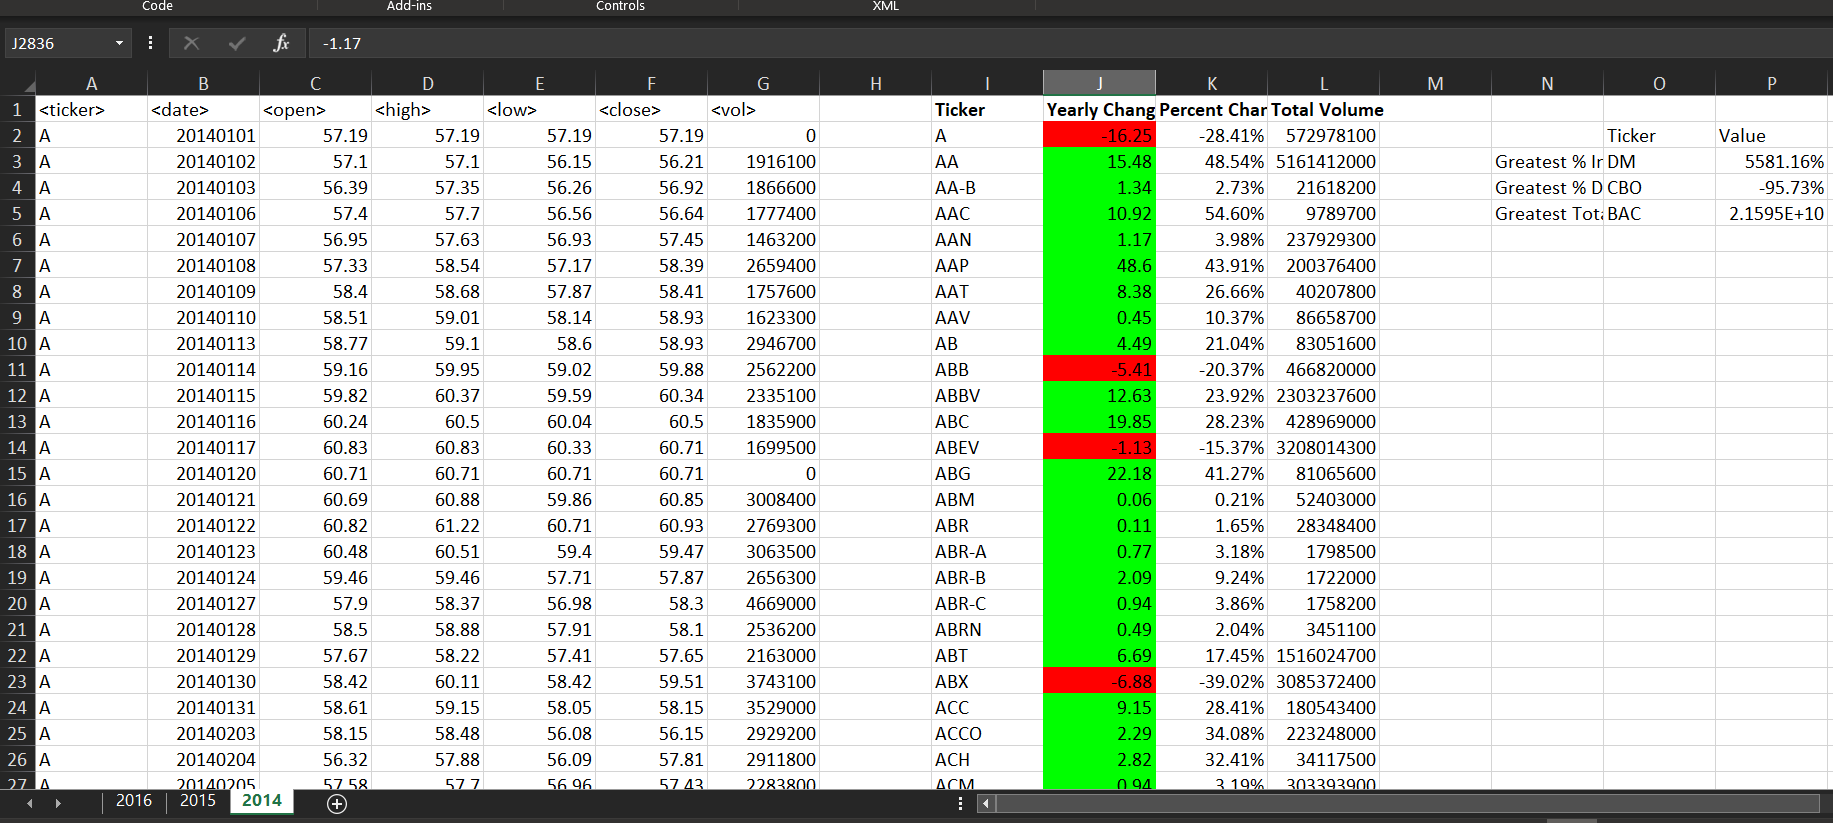 Code Add-ins Controls XML
J2836 fx -1.17
A B C D E F G H I J K L M N O P
1 <ticker> <date> <open> <high> <low> <close> <vol> Ticker Yearly Chang Percent Char Total Volume
2 A 20140101 57.19 57.19 57.19 57.19 0 A -16.25 -28.41% 572978100 Ticker Value
3 A 20140102 57.1 57.1 56.15 56.21 1916100 AA 15.48 48.54% 5161412000 Greatest % Ir DM 5581.16%
4 A 20140103 56.39 57.35 56.26 56.92 1866600 AA-B 1.34 2.73% 21618200 Greatest % D CBO -95.73%
5 A 20140106 57.4 57.7 56.56 56.64 1777400 AAC 10.92 54.60% 9789700 Greatest Tota BAC 2.1595E+10
6 A 20140107 56.95 57.63 56.93 57.45 1463200 AAN 1.17 3.98% 237929300
7 A 20140108 57.33 58.54 57.17 58.39 2659400 AAP 48.6 43.91% 200376400
8 A 20140109 58.4 58.68 57.87 58.41 1757600 AAT 8.38 26.66% 40207800
9 A 20140110 58.51 59.01 58.14 58.93 1623300 AAV 0.45 10.37% 86658700
10 A 20140113 58.77 59.1 58.6 58.93 2946700 AB 4.49 21.04% 83051600
11 A 20140114 59.16 59.95 59.02 59.88 2562200 ABB -5.41 -20.37% 466820000
12 A 20140115 59.82 60.37 59.59 60.34 2335100 ABBV 12.63 23.92% 2303237600
13 A 20140116 60.24 60.5 60.04 60.5 1835900 ABC 19.85 28.23% 428969000
14 A 20140117 60.83 60.83 60.33 60.71 1699500 ABEV -1.13 -15.37% 3208014300
15 A 20140120 60.71 60.71 60.71 60.71 0 ABG 22.18 41.27% 81065600
16 A 20140121 60.69 60.88 59.86 60.85 3008400 ABM 0.06 0.21% 52403000
17 A 20140122 60.82 61.22 60.71 60.93 2769300 ABR 0.11 1.65% 28348400
18 A 20140123 60.48 60.51 59.4 59.47 3063500 ABR-A 0.77 3.18% 1798500
19 A 20140124 59.46 59.46 57.71 57.87 2656300 ABR-B 2.09 9.24% 1722000
20 A 20140127 57.9 58.37 56.98 58.3 4669000 ABR-C 0.94 3.86% 1758200
21 A 20140128 58.5 58.88 57.91 58.1 2536200 ABRN 0.49 2.04% 3451100
22 A 20140129 57.67 58.22 57.41 57.65 2163000 ABT 6.69 17.45% 1516024700
23 A 20140130 58.42 60.11 58.42 59.51 3743100 ABX -6.88 -39.02% 3085372400
24 A 20140131 58.61 59.15 58.05 58.15 3529000 ACC 9.15 28.41% 180543400
25 A 20140203 58.15 58.48 56.08 56.15 2929200 ACCO 2.29 34.08% 223248000
26 A 20140204 56.32 57.88 56.09 57.81 2911800 ACH 2.82 32.41% 34117500
27 A 20140205 57.58 57.7 56.96 57.43 2283800 ACM 0.94 3.19% 303393900
2016 2015 2014